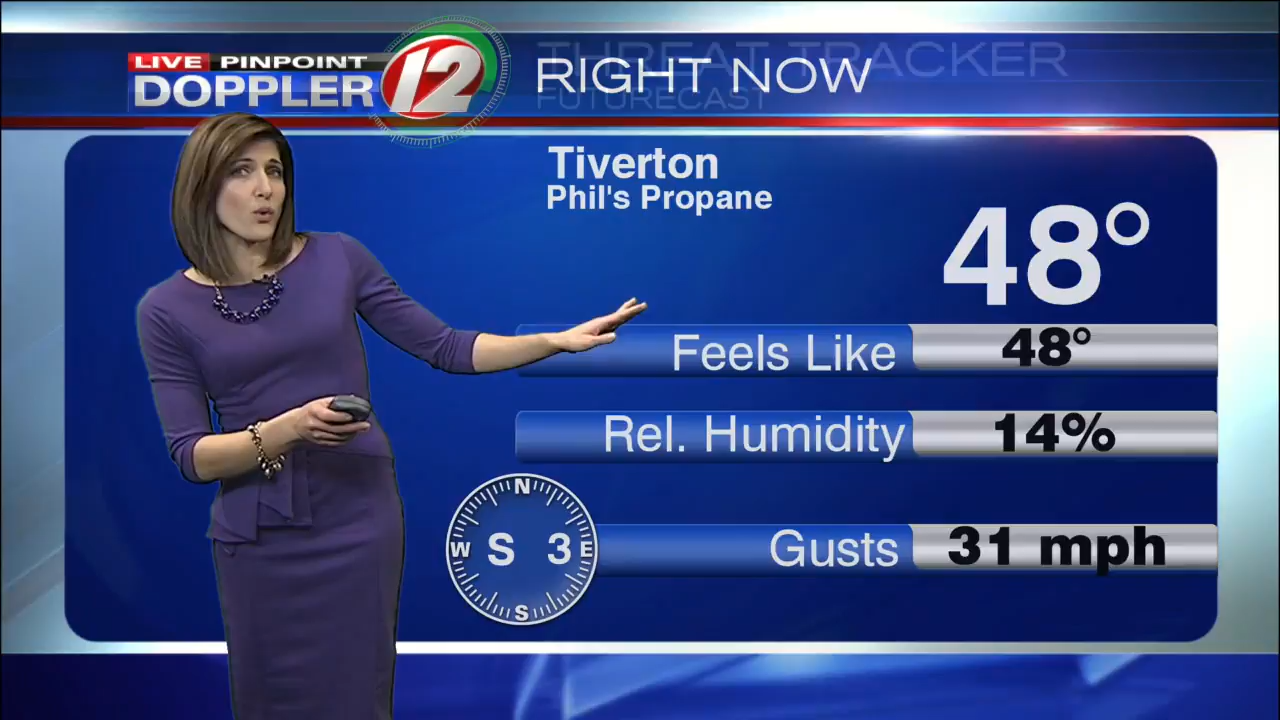 LIVE PINPOINT
DOPPLER 12
RIGHT NOW
THREAT TRACKER
FUTURECAST
Tiverton
Phil's Propane
48°
Feels Like 48°
Rel. Humidity 14%
N
W S 3 E
S
Gusts 31 mph